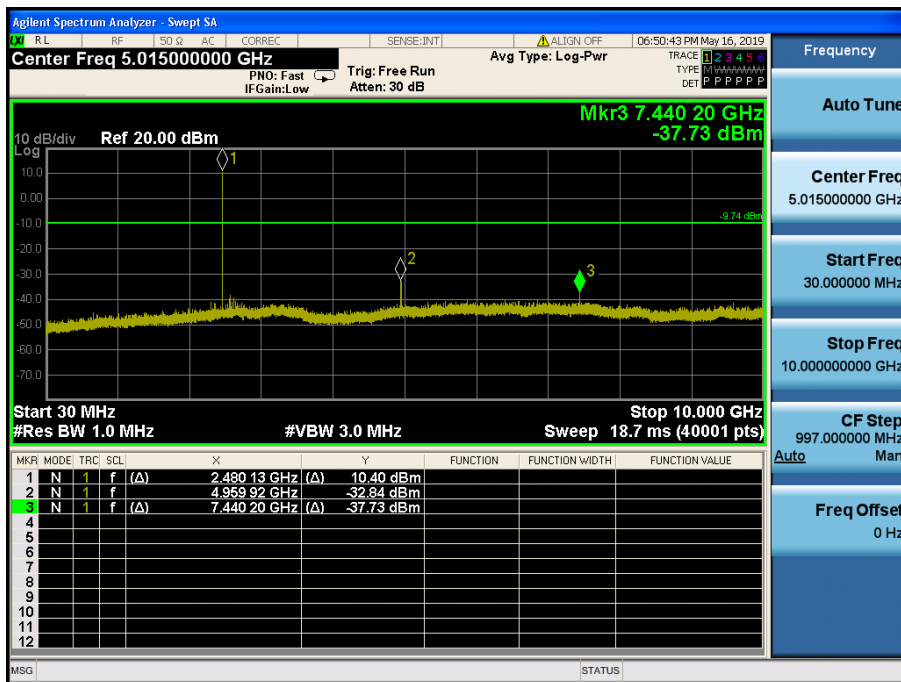 Agilent Spectrum Analyzer - Swept SA
LXI RL RF 50 Ω AC CORREC SENSE:INT ALIGN OFF 06:50:43 PM May 16, 2019
Center Freq 5.015000000 GHz
PNO: Fast
IFGain:Low
Trig: Free Run
Atten: 30 dB
Avg Type: Log-Pwr
TRACE 1 2 3 4 5 6
TYPE M WWWWW
DET P P P P P P
Mkr3 7.440 20 GHz
-37.73 dBm
10 dB/div Ref 20.00 dBm
Log
10.0
0.00
-10.0
-20.0
-30.0
-40.0
-50.0
-60.0
-70.0
1
2
3
-9.74 dBm
Start 30 MHz Stop 10.000 GHz
#Res BW 1.0 MHz #VBW 3.0 MHz Sweep 18.7 ms (40001 pts)
MKR MODE TRC SCL X Y FUNCTION FUNCTION WIDTH FUNCTION VALUE
1 N 1 f (Δ) 2.480 13 GHz (Δ) 10.40 dBm
2 N 1 f 4.959 92 GHz -32.84 dBm
3 N 1 f (Δ) 7.440 20 GHz (Δ) -37.73 dBm
4
5
6
7
8
9
10
11
12
MSG STATUS
Frequency
Auto Tune
Center Freq
5.015000000 GHz
Start Freq
30.000000 MHz
Stop Freq
10.000000000 GHz
CF Step
997.000000 MHz
Auto Man
Freq Offset
0 Hz